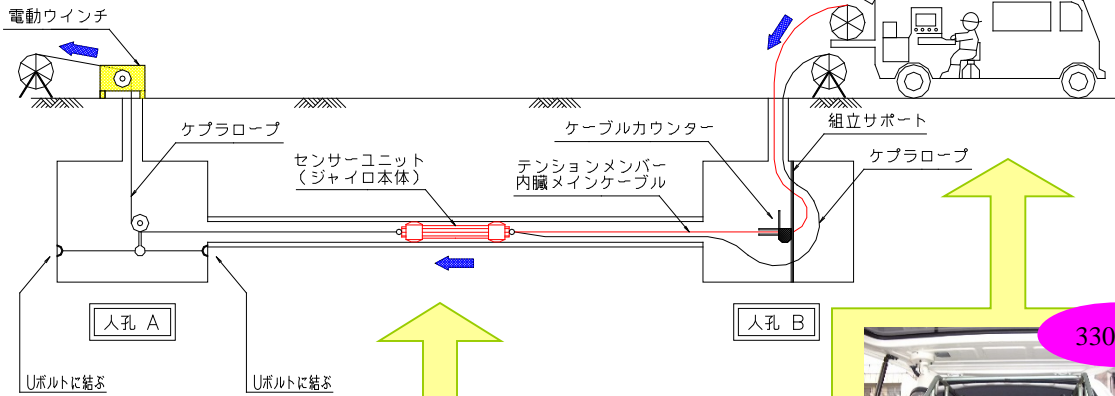 電動ウインチ
ケプラロープ
センサーユニット
（ジャイロ本体）
ケーブルカウンター
テンションメンバー
内臓メインケーブル
組立サポート
ケプラロープ
人孔 A
人孔 B
Uボルトに結ぶ
Uボルトに結ぶ
330